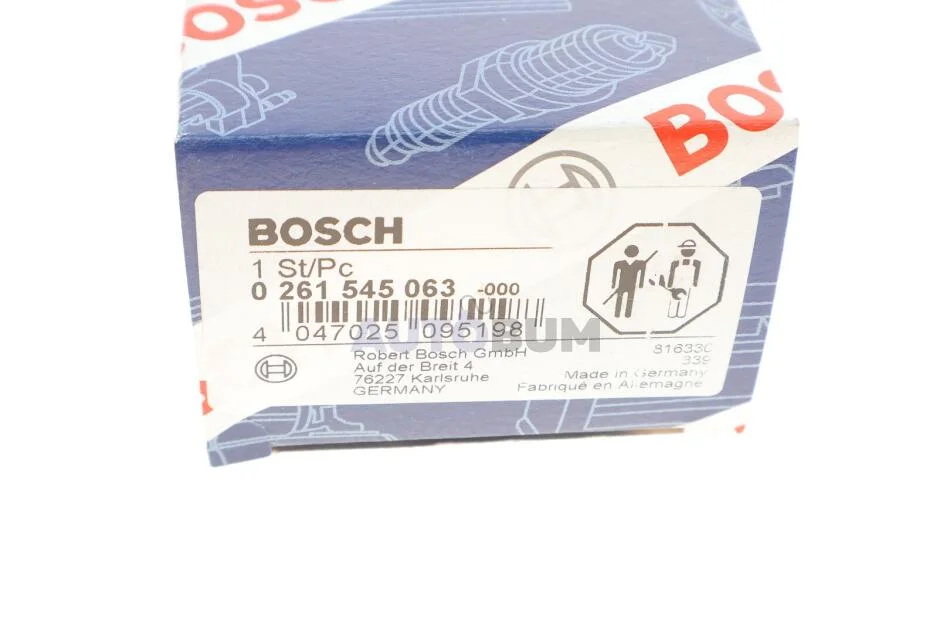 BOSCH
BOS
BOSCH
1 St/Pc
0 261 545 063 -000
4 047025 095198
AUTOBUM
Robert Bosch GmbH
Auf der Breit 4
76227 Karlsruhe
GERMANY
816330
339
Made in Germany
Fabriqué en Allemagne